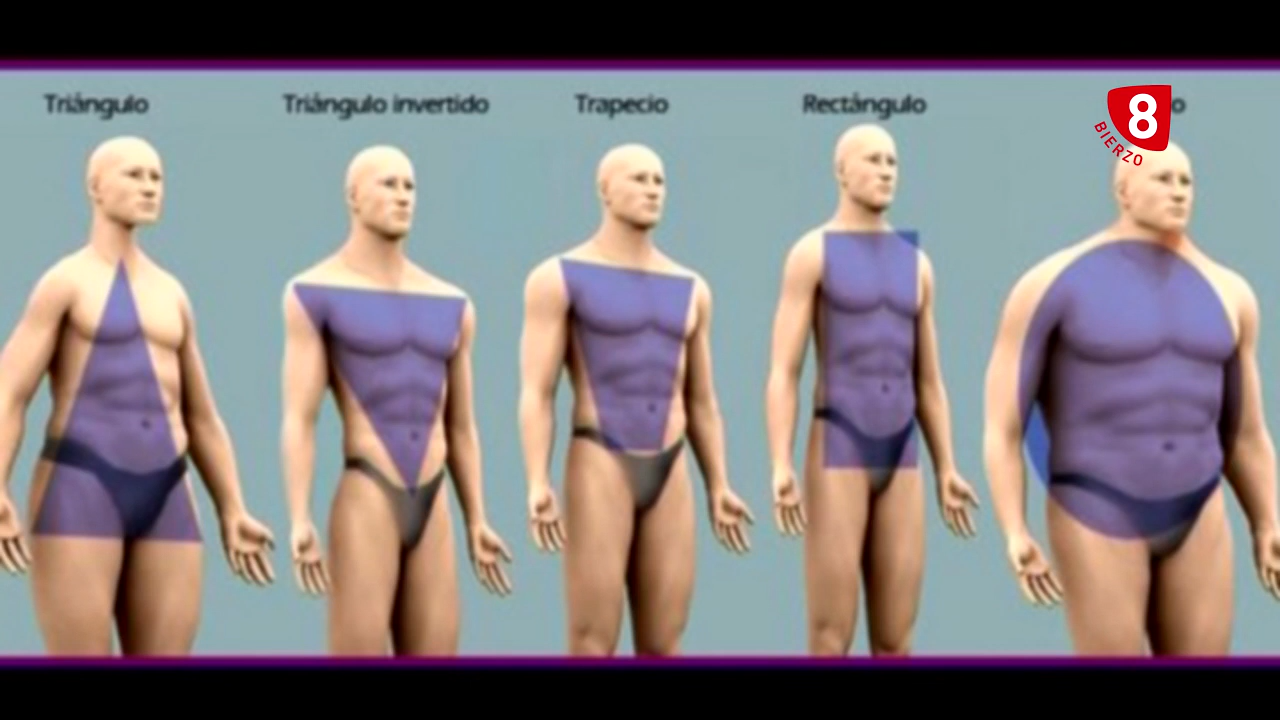 Triángulo
Triángulo invertido
Trapecio
Rectángulo
8
BIERZO